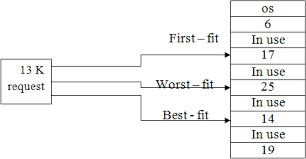 os
6
First – fit
In use
17
13 K
request
In use
Worst – fit
25
In use
Best - fit
14
In use
19